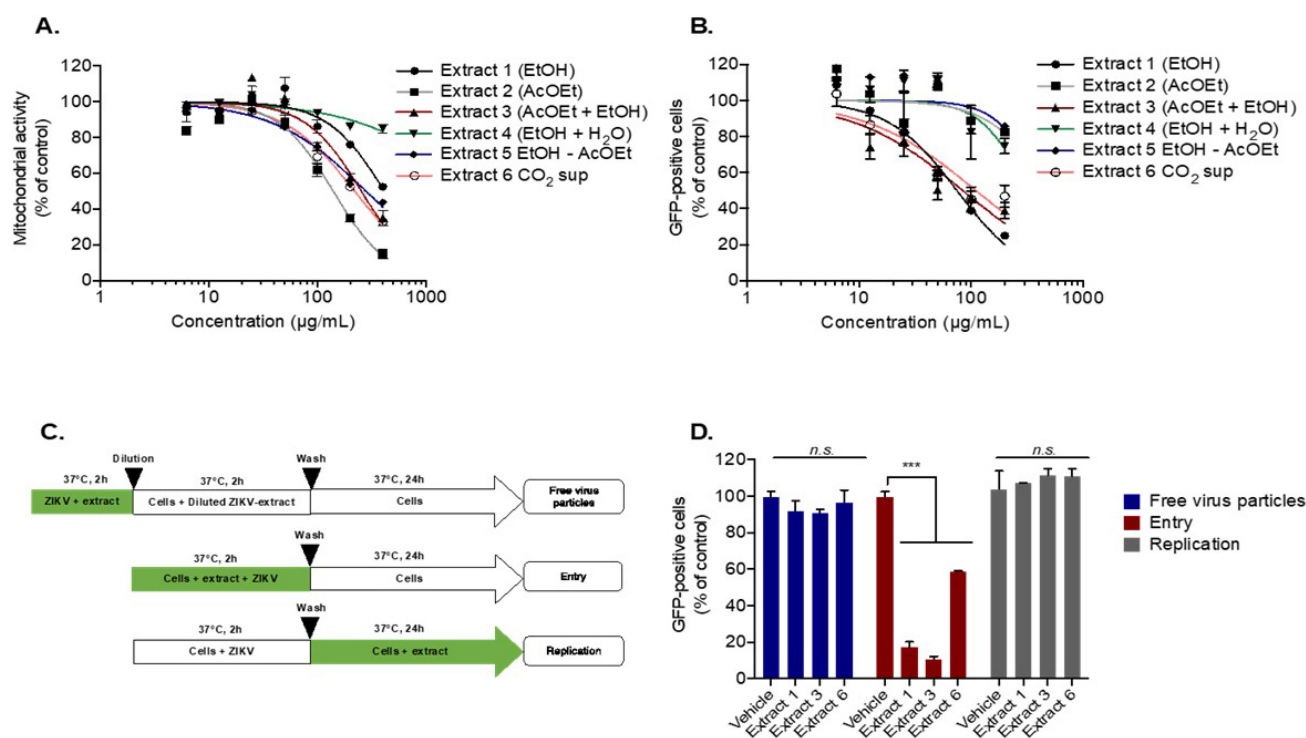 A.
120
100
80
60
40
20
0
1
10
100
1000
Mitochondrial activity
(% of control)
Concentration (µg/mL)
Extract 1 (EtOH)
Extract 2 (AcOEt)
Extract 3 (AcOEt + EtOH)
Extract 4 (EtOH + H2O)
Extract 5 EtOH - AcOEt
Extract 6 CO2 sup
B.
120
100
80
60
40
20
0
1
10
100
1000
GFP-positive cells
(% of control)
Concentration (µg/mL)
Extract 1 (EtOH)
Extract 2 (AcOEt)
Extract 3 (AcOEt + EtOH)
Extract 4 (EtOH + H2O)
Extract 5 EtOH - AcOEt
Extract 6 CO2 sup
C.
Dilution
Wash
37°C, 2h
37°C, 2h
37°C, 24h
ZIKV + extract
Cells + Diluted ZIKV-extract
Cells
Free virus
particles
Wash
37°C, 2h
37°C, 24h
Cells + extract + ZIKV
Cells
Entry
Wash
37°C, 2h
37°C, 24h
Cells + ZIKV
Cells + extract
Replication
D.
n.s.
***
n.s.
120
100
80
60
40
20
0
GFP-positive cells
(% of control)
Vehicle
Extract 1
Extract 3
Extract 6
Vehicle
Extract 1
Extract 3
Extract 6
Vehicle
Extract 1
Extract 3
Extract 6
Free virus particles
Entry
Replication